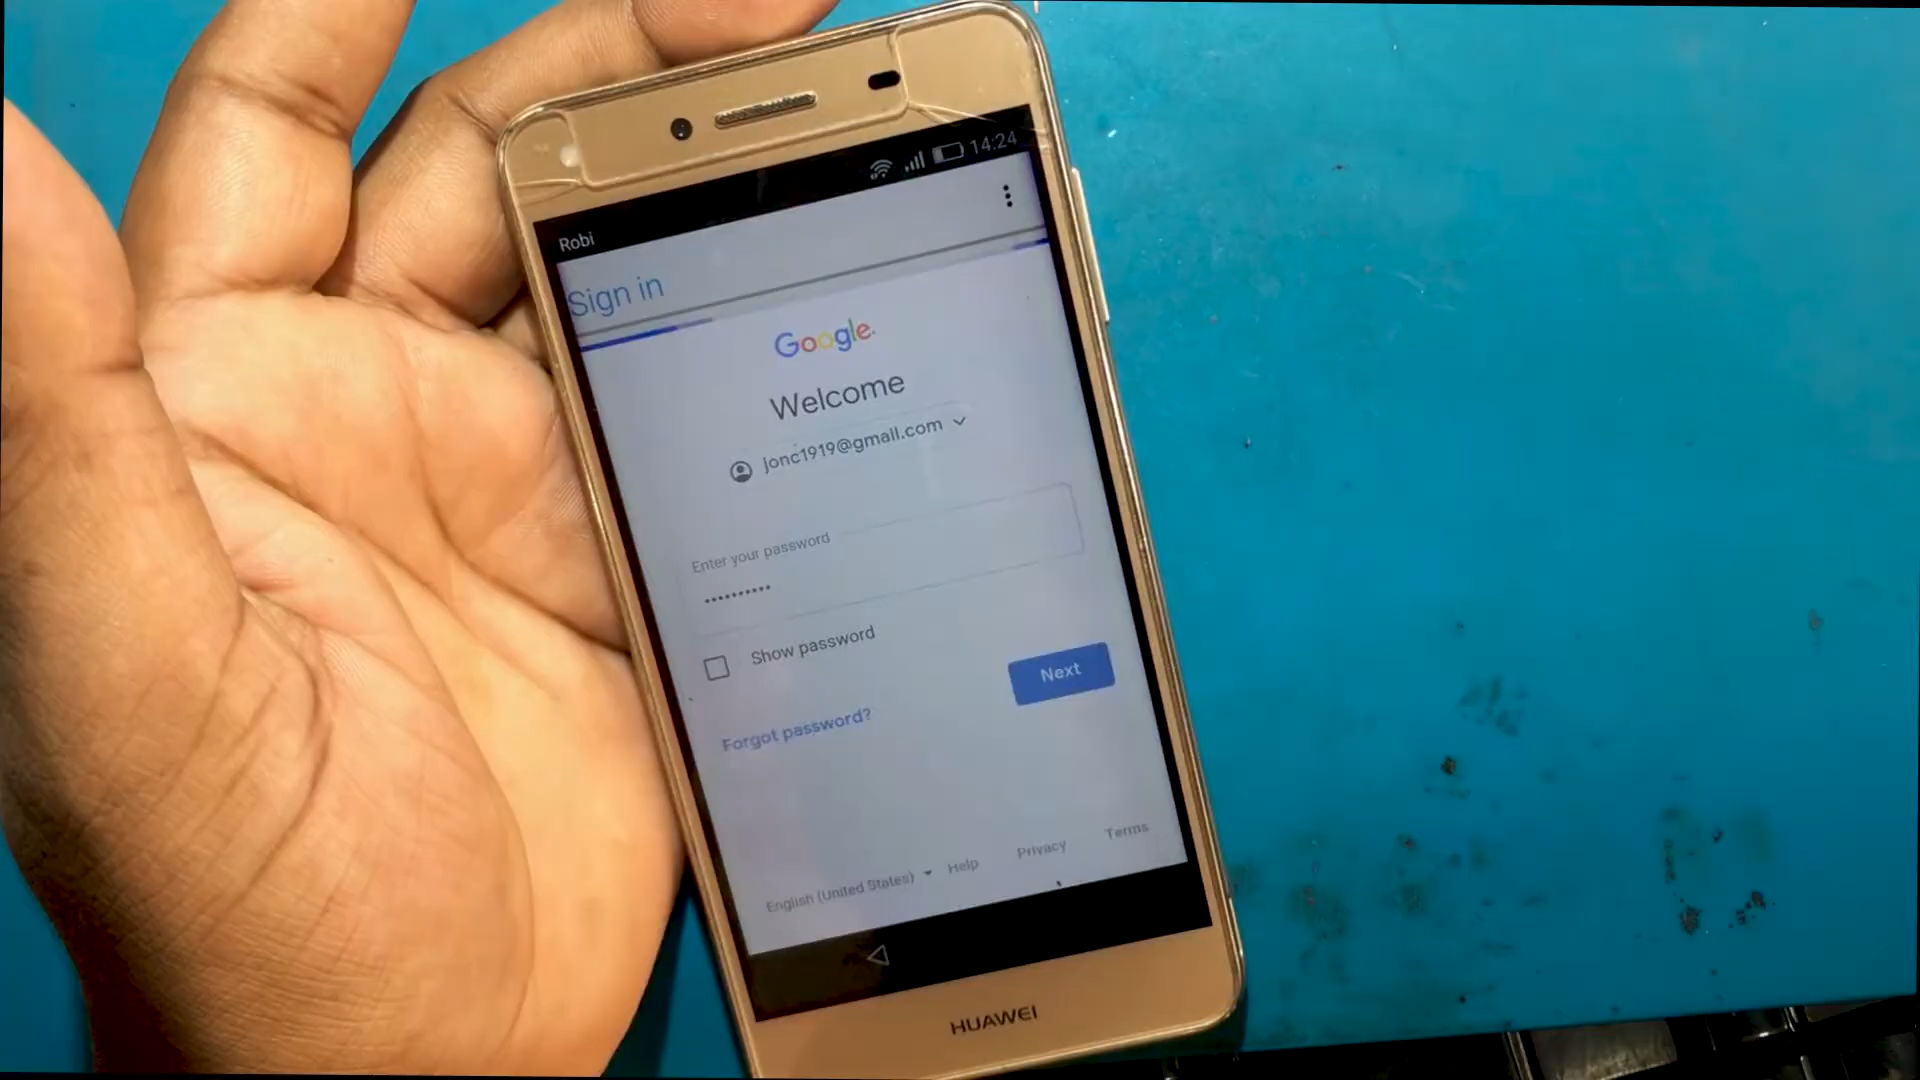 Robi 14:24
Sign in
Google
Welcome
jonc1919@gmail.com
Enter your password
••••••••••
Show password
Next
Forgot password?
English (United States) Help Privacy Terms
HUAWEI